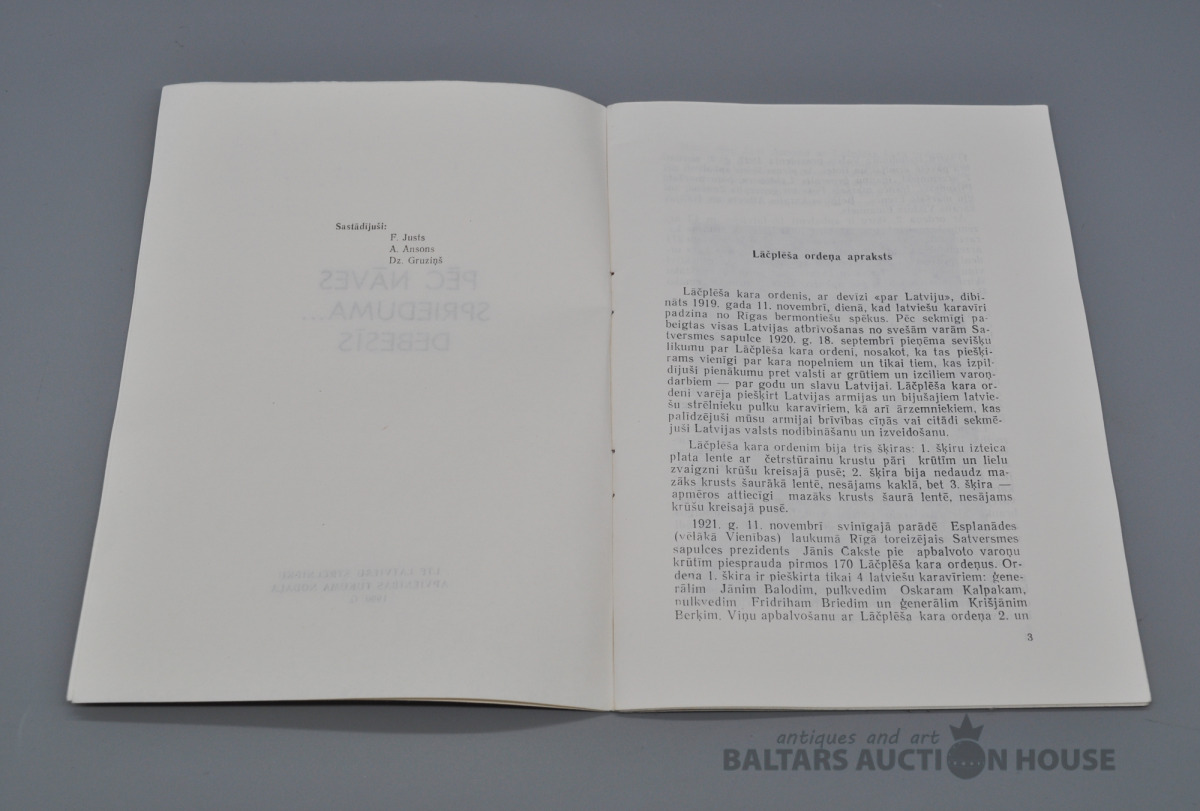 Sastādījuši:
F. Justs
A. Ansons
Dz. Gruziņš
PĒC NĀVES
SPRIEDUMA...
DEBESĪS
Lāčplēša ordeņa apraksts
Lāčplēša kara ordenis, ar devīzi «par Latviju», dibi-
nāts 1919. gada 11. novembrī, dienā, kad latviešu karavīri
padzina no Rīgas bermontiešu spēkus. Pēc sekmīgi pa-
beigtas visas Latvijas atbrīvošanas no svešām varām Sa-
tversmes sapulce 1920. g. 18. septembrī pieņēma sevišķu
likumu par Lāčplēša kara ordeni, nosakot, ka tas piešķi-
rams vienīgi par kara nopelniem un tikai tiem, kas izpil-
dījuši pienākumu pret valsti ar grūtiem un izciliem varoņ-
darbiem — par godu un slavu Latvijai. Lāčplēša kara or-
deni varēja piešķirt Latvijas armijas un bijušajiem latvie-
šu strēlnieku pulku karavīriem, kā arī ārzemniekiem, kas
palīdzējuši mūsu armijai brīvības cīņās vai citādi sekmē-
juši Latvijas valsts nodibināšanu un izveidošanu.
Lāčplēša kara ordenim bija trīs šķiras: 1. šķiru izteica
plata lente ar četrstūrainu krustu pāri krūtīm un lielu
zvaigzni krūšu kreisajā pusē; 2. šķira bija nedaudz ma-
zāks krusts šaurākā lentē, nesājams kaklā, bet 3. šķira —
apmēros attiecīgi mazāks krusts šaurā lentē, nesājams
krūšu kreisajā pusē.
1921. g. 11. novembrī svinīgajā parādē Esplanādes
(vēlākā Vienības) laukumā Rīgā toreizējais Satversmes
sapulces prezidents Jānis Čakste pie apbalvoto varoņu
krūtīm piesprauda pirmos 170 Lāčplēša kara ordeņus. Or-
dena 1. šķira ir piešķirta tikai 4 latviešu karavīriem: ģene-
rālim Jānim Balodim, pulkvedim Oskaram Kalpakam,
pulkvedim Fridriham Briedim un ģenerālim Krišjānim
Berķim. Viņu apbalvošanu ar Lāčplēša kara ordeņa 2. un
3
antiques and art
BALTARS AUCTION HOUSE